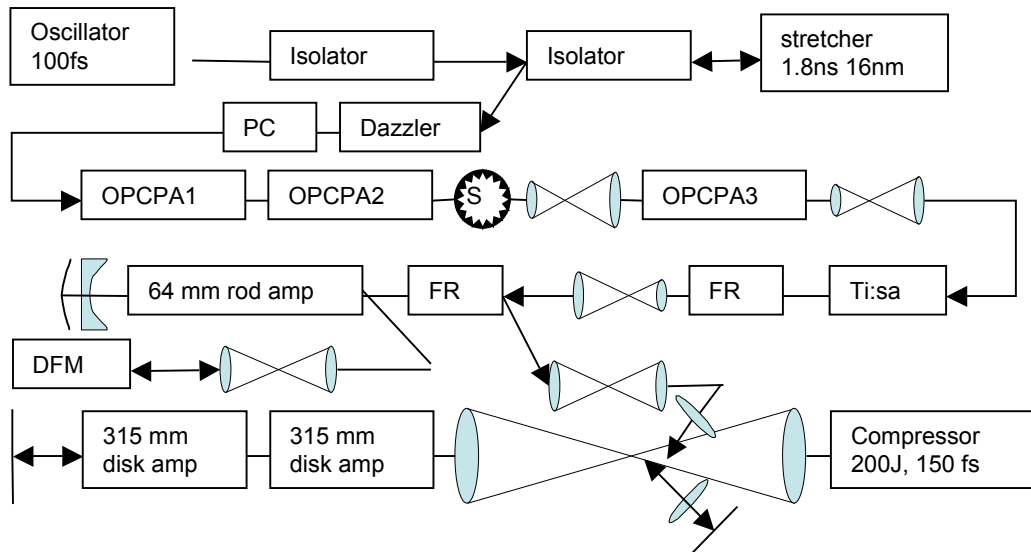 Oscillator
100fs
Isolator
Isolator
stretcher
1.8ns 16nm
PC
Dazzler
OPCPA1
OPCPA2
S
OPCPA3
64 mm rod amp
FR
FR
Ti:sa
DFM
315 mm
disk amp
315 mm
disk amp
Compressor
200J, 150 fs